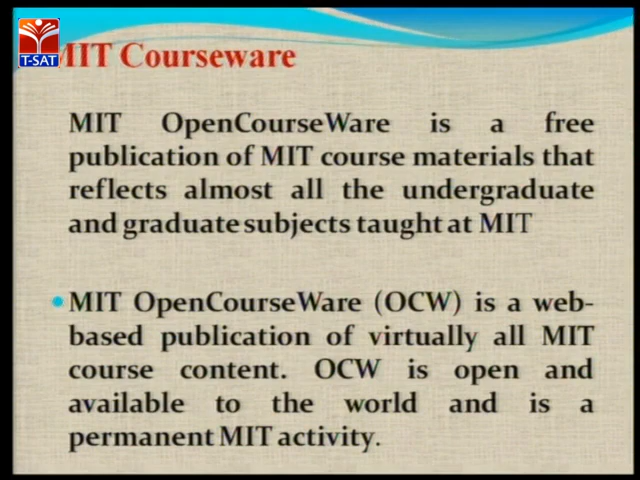 T-SAT
MIT Courseware
MIT OpenCourseWare is a free
publication of MIT course materials that
reflects almost all the undergraduate
and graduate subjects taught at MIT
• MIT OpenCourseWare (OCW) is a web-
based publication of virtually all MIT
course content. OCW is open and
available to the world and is a
permanent MIT activity.